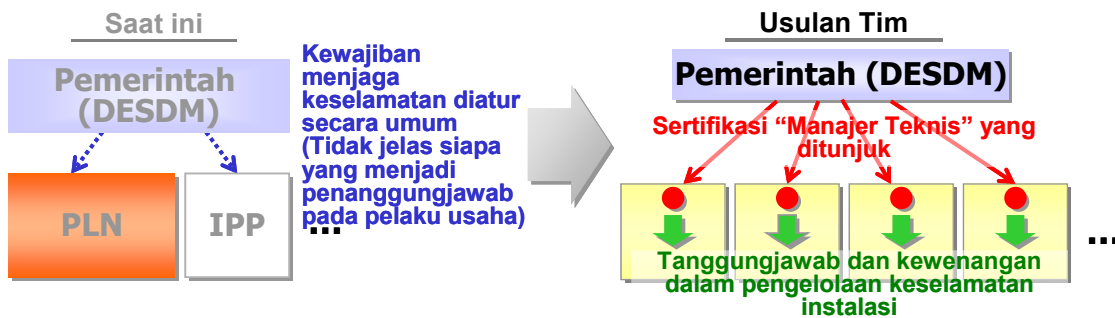 Saat ini
Pemerintah
(DESDM)
Kewajiban
menjaga
keselamatan diatur
secara umum
(Tidak jelas siapa
yang menjadi
penanggungjawab
pada pelaku usaha)
PLN
IPP
...
Usulan Tim
Pemerintah (DESDM)
Sertifikasi “Manajer Teknis” yang
ditunjuk
...
Tanggungjawab dan kewenangan
dalam pengelolaan keselamatan
instalasi